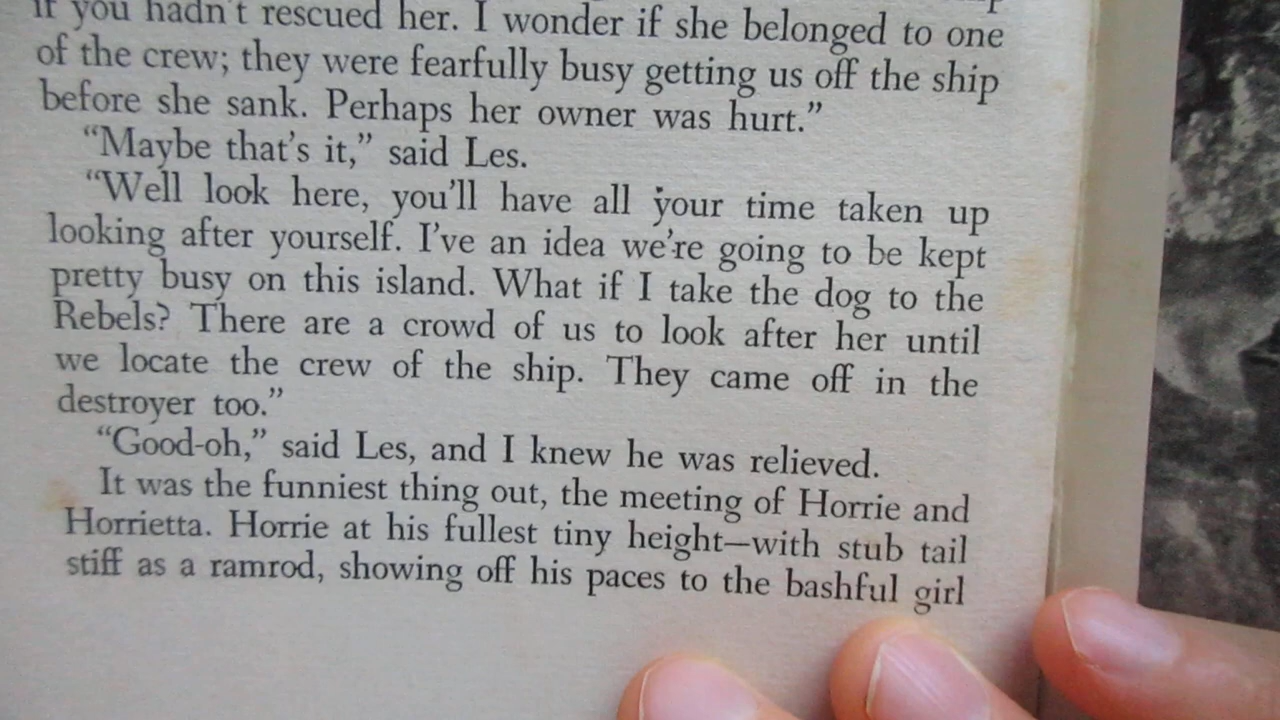 if you hadn't rescued her. I wonder if she belonged to one
of the crew; they were fearfully busy getting us off the ship
before she sank. Perhaps her owner was hurt.”
“Maybe that's it,” said Les.
“Well look here, you'll have all your time taken up
looking after yourself. I've an idea we're going to be kept
pretty busy on this island. What if I take the dog to the
Rebels? There are a crowd of us to look after her until
we locate the crew of the ship. They came off in the
destroyer too.”
“Good-oh,” said Les, and I knew he was relieved.
It was the funniest thing out, the meeting of Horrie and
Horrietta. Horrie at his fullest tiny height—with stub tail
stiff as a ramrod, showing off his paces to the bashful girl